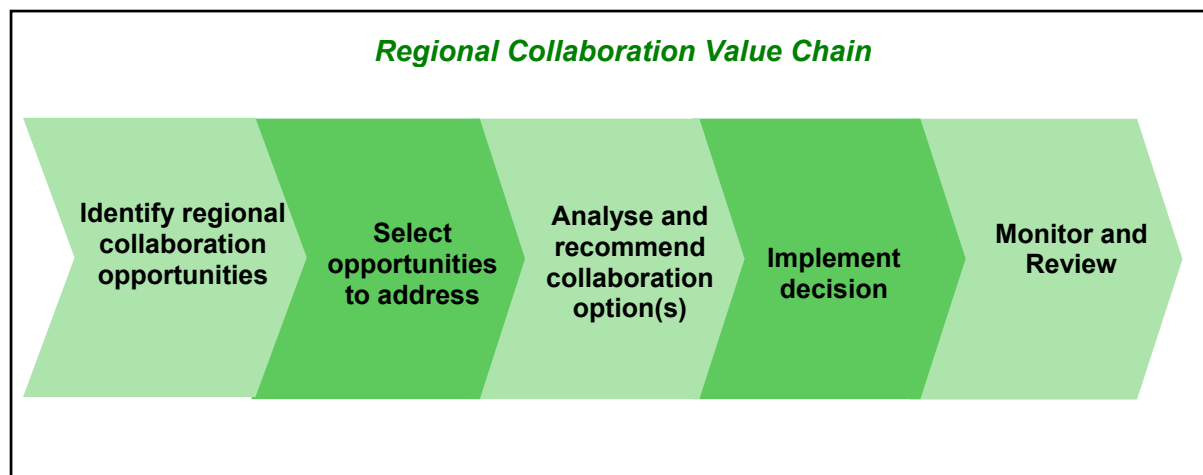 Regional Collaboration Value Chain
Identify regional
collaboration
opportunities
Select
opportunities
to address
Analyse and
recommend
collaboration
option(s)
Implement
decision
Monitor and
Review